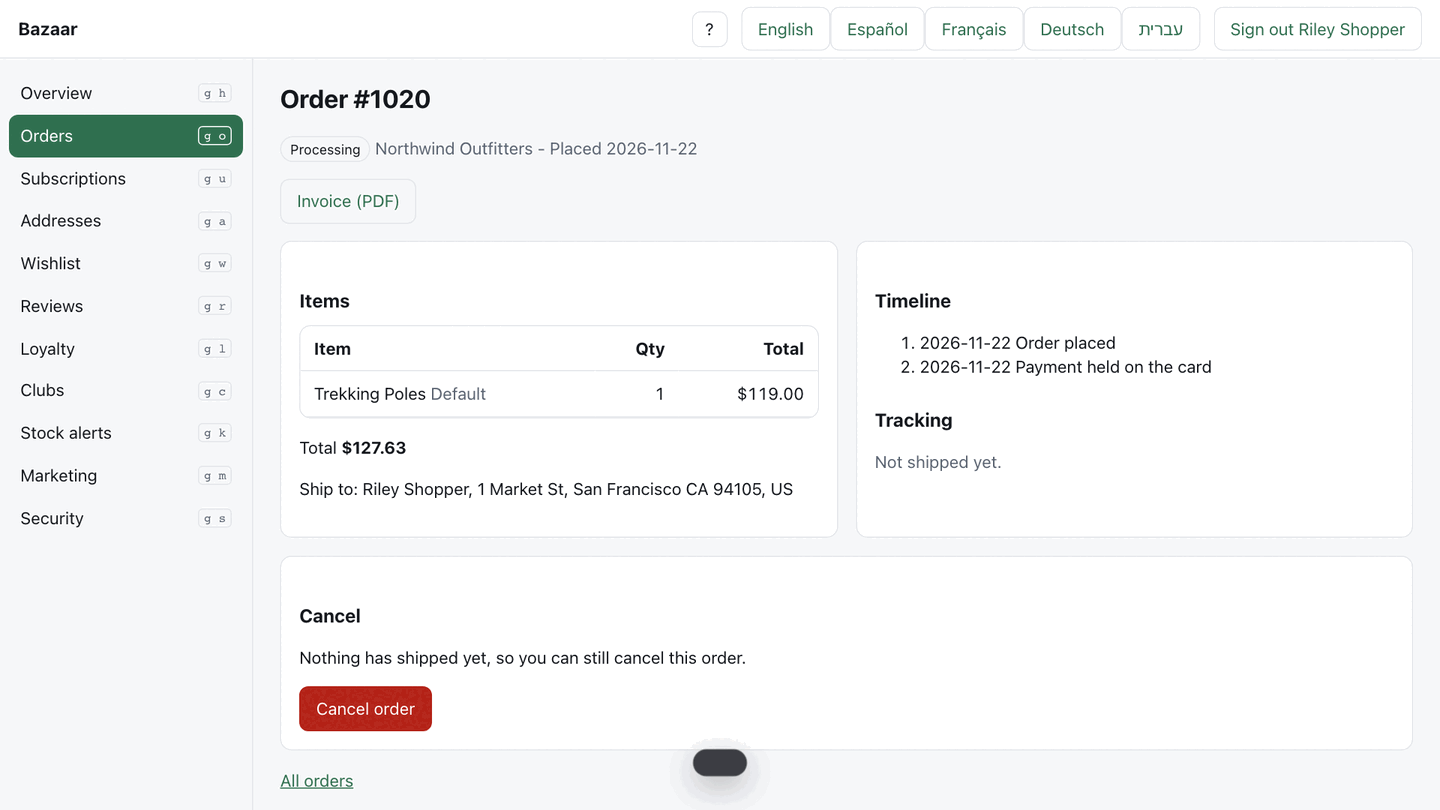 Bazaar
?
English
Español
Français
Deutsch
עברית
Sign out Riley Shopper
Overview g h
Orders g o
Subscriptions g u
Addresses g a
Wishlist g w
Reviews g r
Loyalty g l
Clubs g c
Stock alerts g k
Marketing g m
Security g s
Order #1020
Processing Northwind Outfitters - Placed 2026-11-22
Invoice (PDF)
Items
Item Qty Total
Trekking Poles Default 1 $119.00
Total $127.63
Ship to: Riley Shopper, 1 Market St, San Francisco CA 94105, US
Timeline
1. 2026-11-22 Order placed
2. 2026-11-22 Payment held on the card
Tracking
Not shipped yet.
Cancel
Nothing has shipped yet, so you can still cancel this order.
Cancel order
All orders